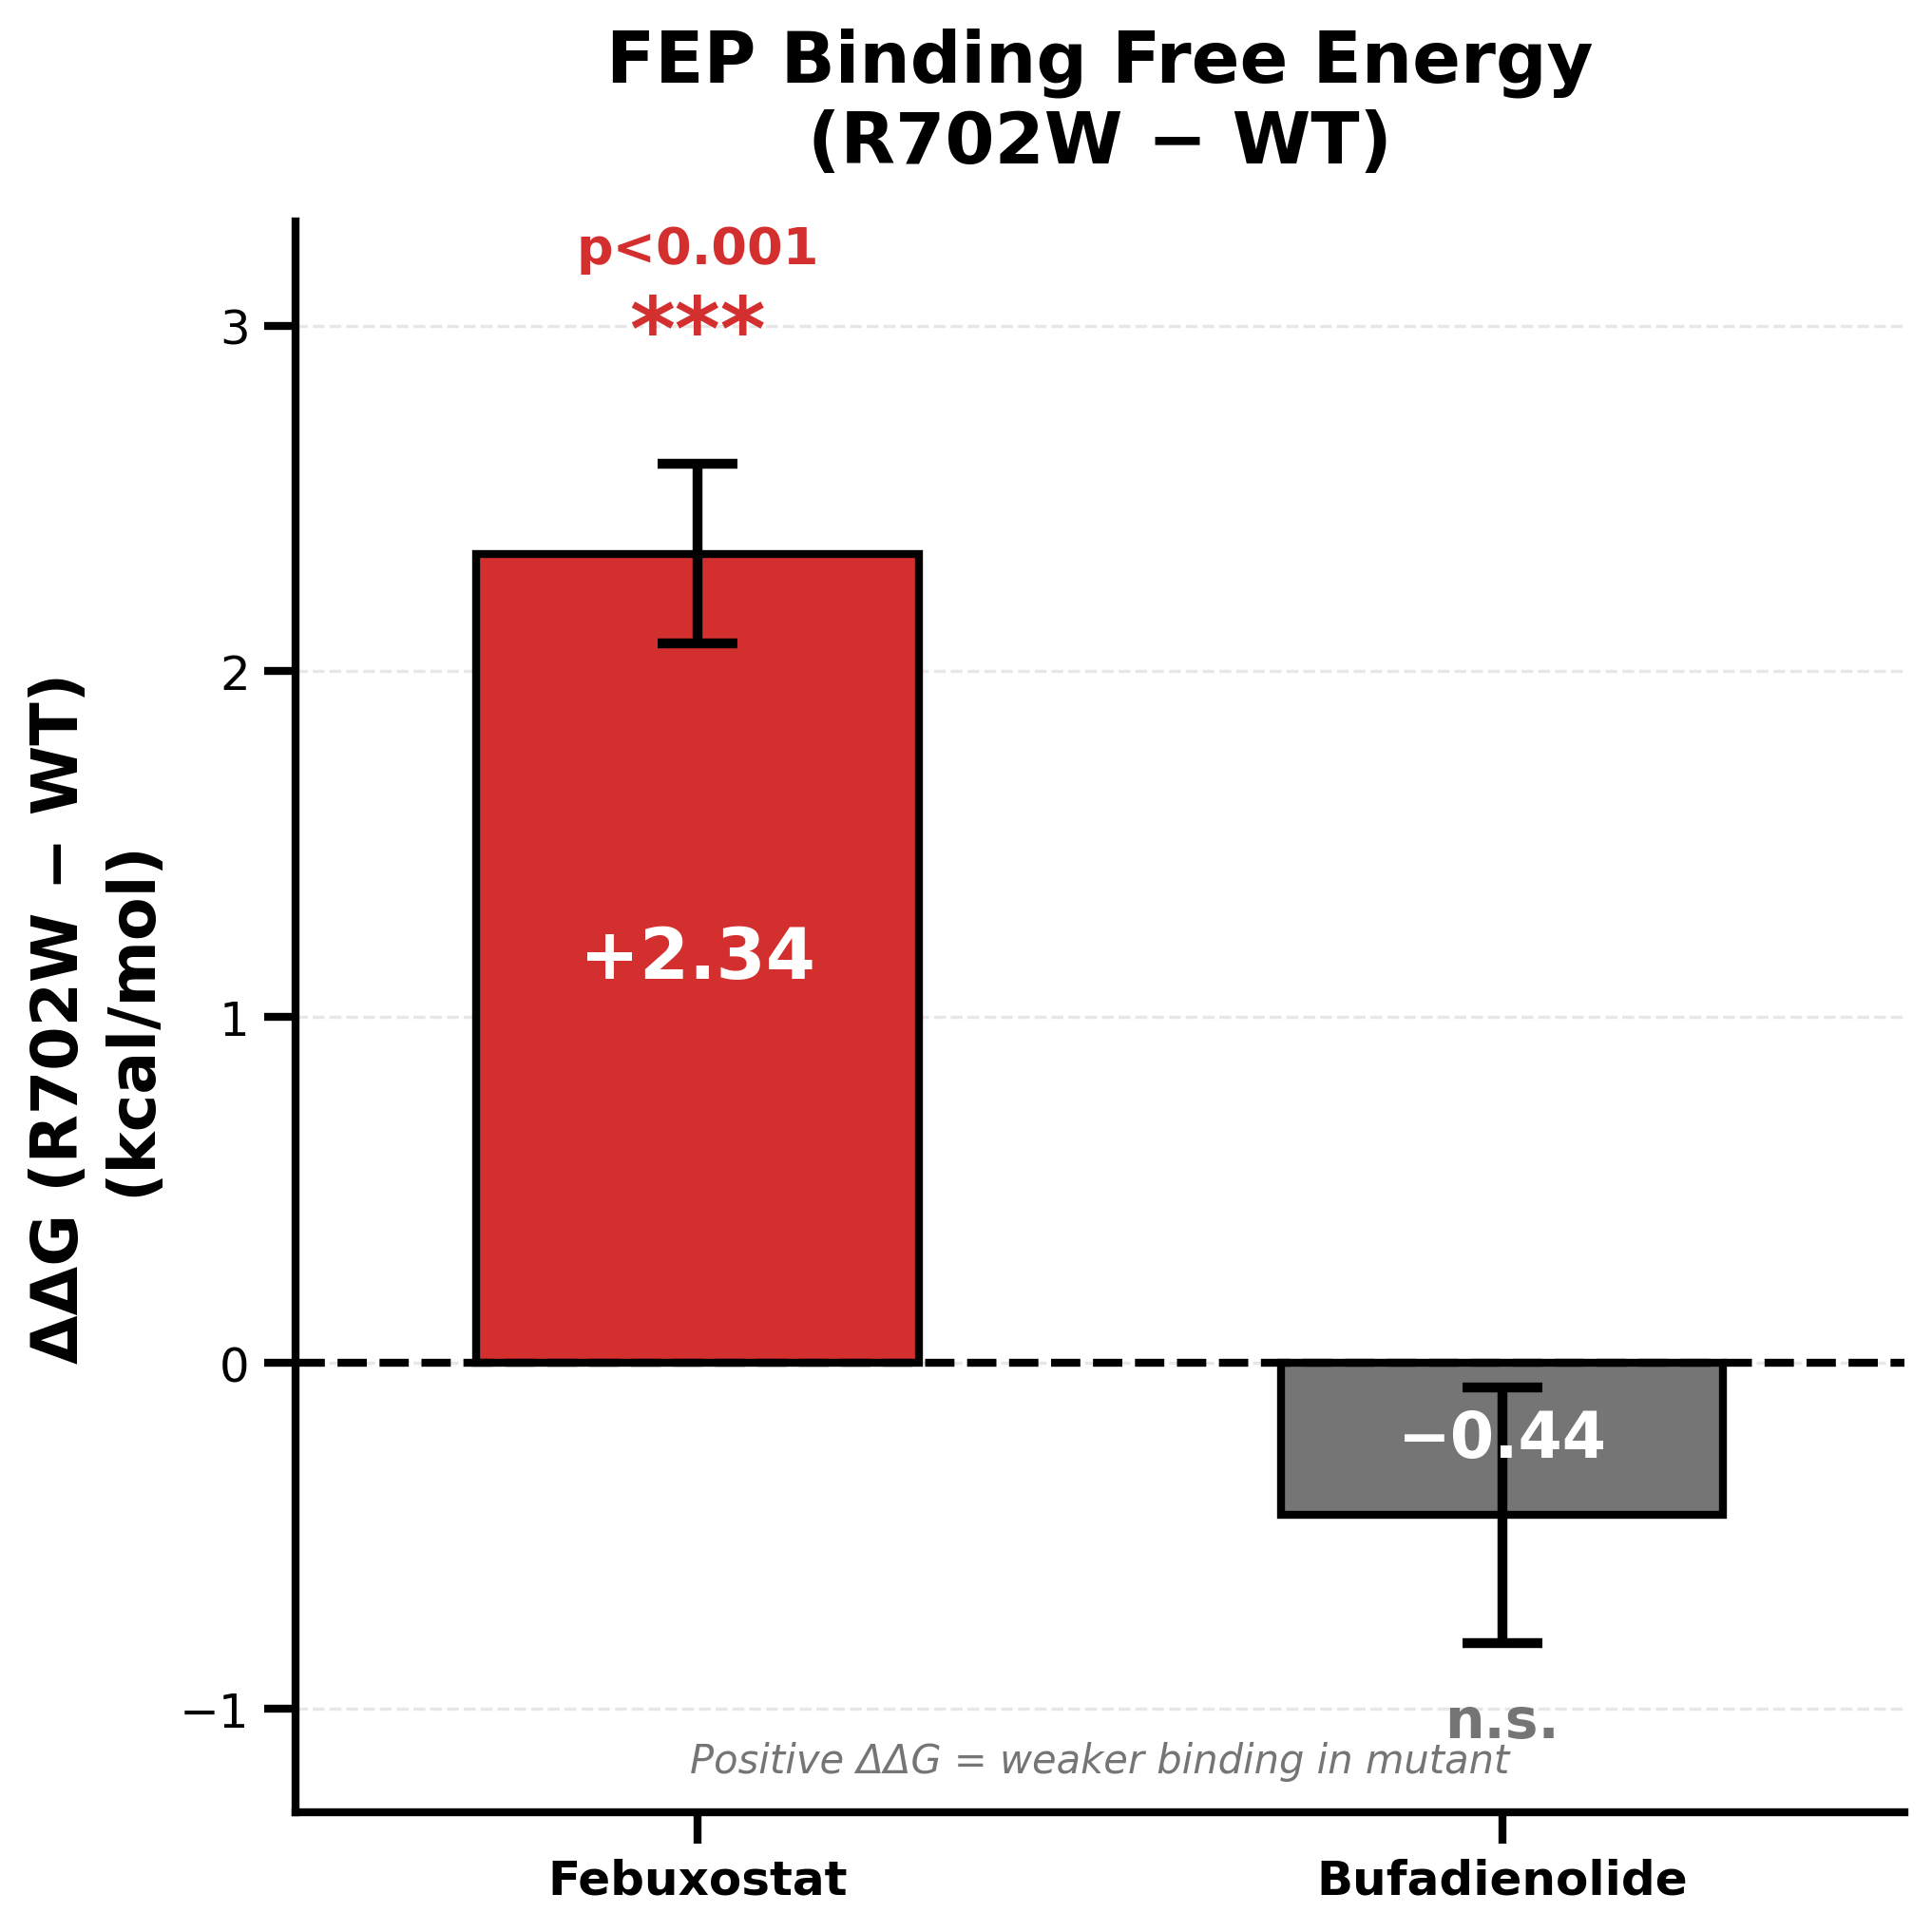 FEP Binding Free Energy
(R702W − WT)
p<0.001
***
3
2
1
0
−1
ΔΔG (R702W − WT)
(kcal/mol)
+2.34
−0.44
n.s.
Positive ΔΔG = weaker binding in mutant
Febuxostat
Bufadienolide